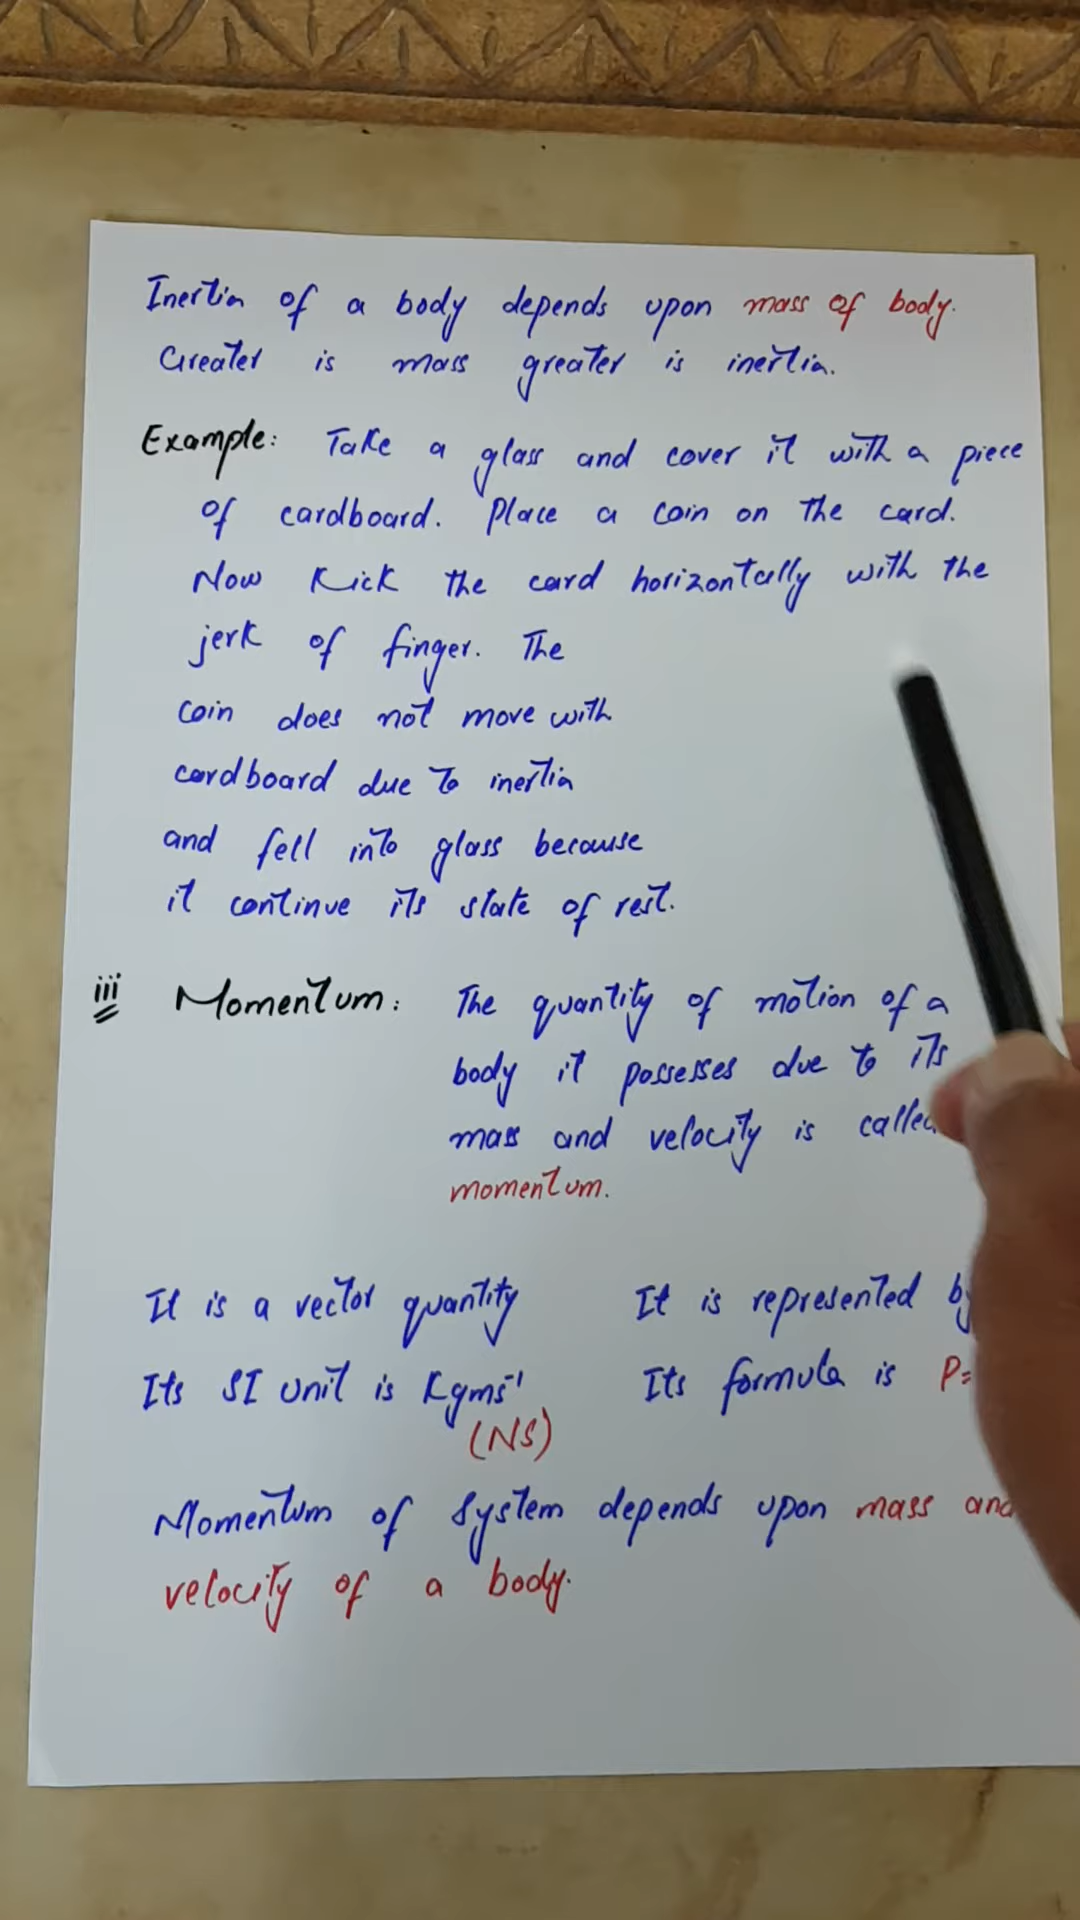 Inertia of a body depends upon mass of body.
Greater is mass greater is inertia.
Example: Take a glass and cover it with a piece
of cardboard. Place a coin on the card.
Now Kick the card horizontally with the
jerk of finger. The
coin does not move with
cardboard due to inertia
and fell into glass because
it continue its state of rest.
iii Momentum: The quantity of motion of a
body it possesses due to its
mass and velocity is called
momentum.
It is a vector quantity It is represented by
Its SI unit is Kgms⁻¹ Its formula is P=
(NS)
Momentum of System depends upon mass and
velocity of a body.